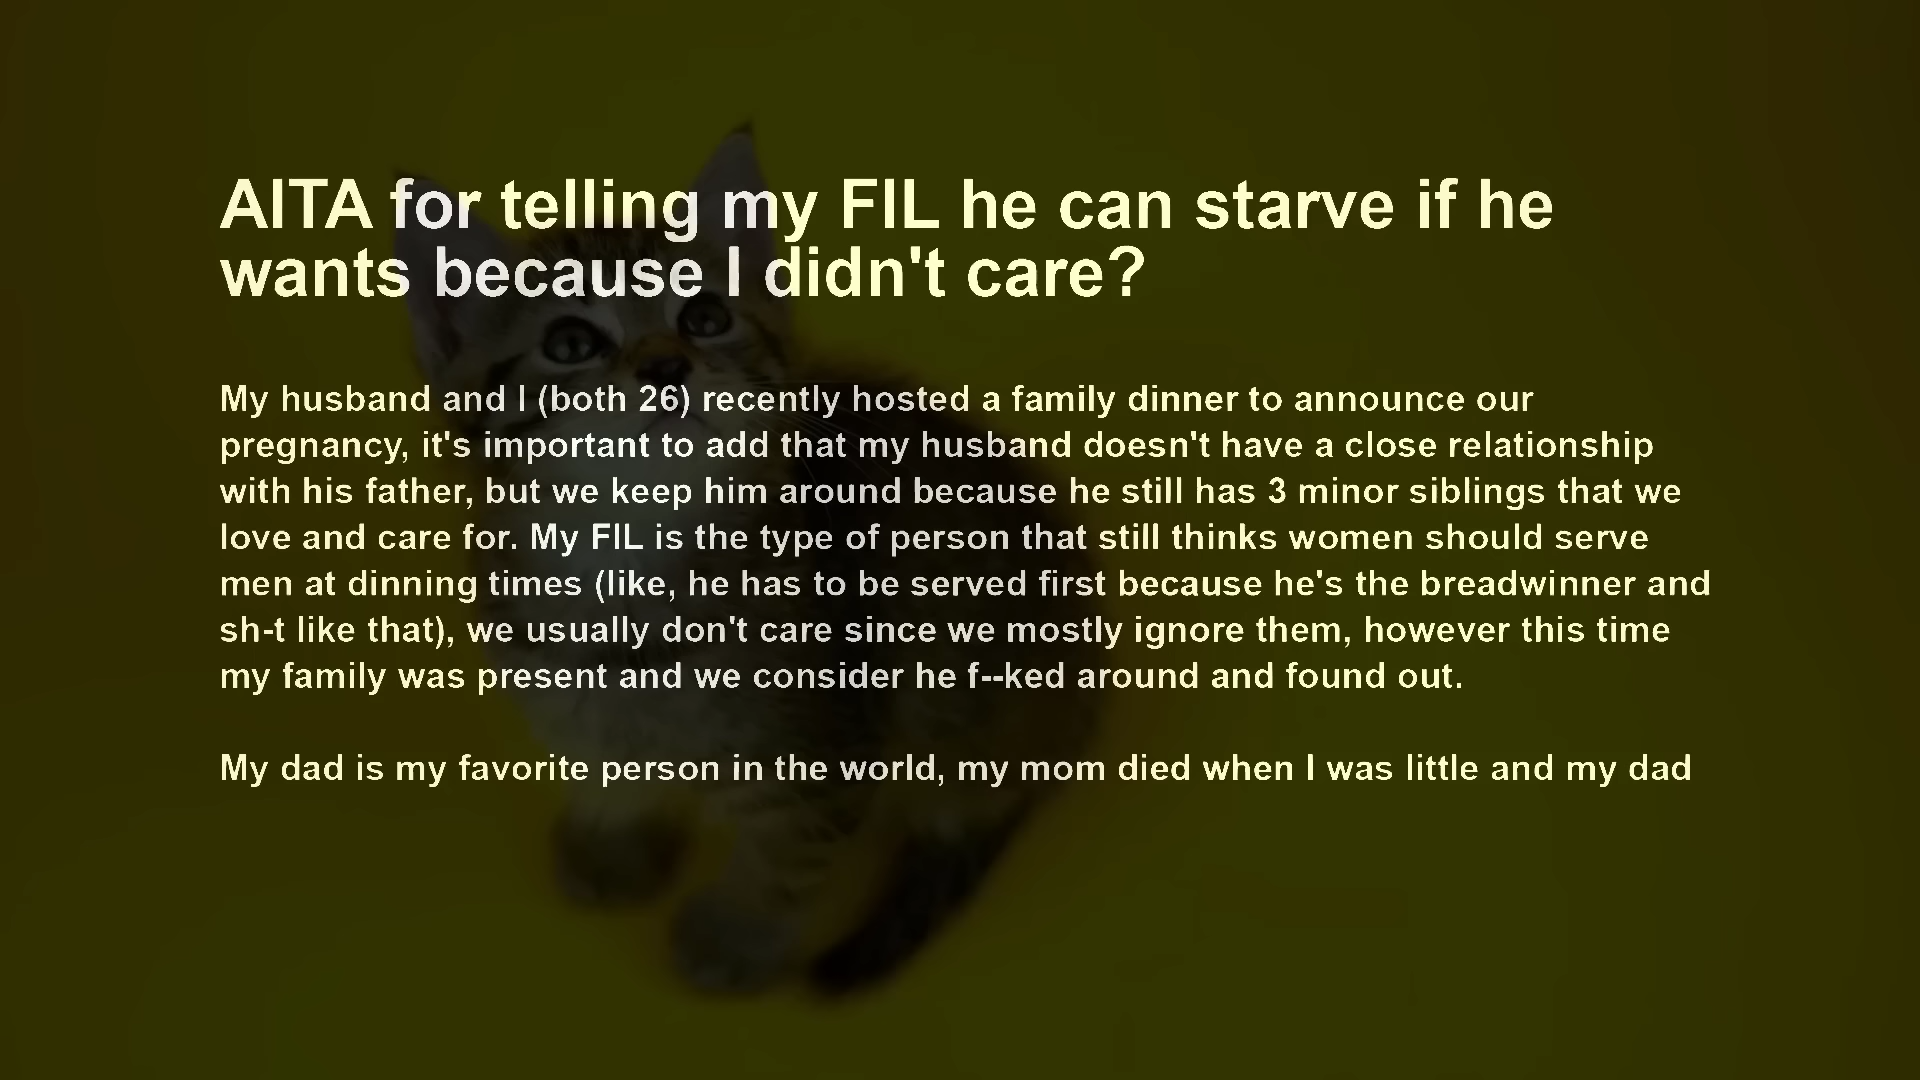 AITA for telling my FIL he can starve if he
wants because I didn't care?
My husband and I (both 26) recently hosted a family dinner to announce our
pregnancy, it's important to add that my husband doesn't have a close relationship
with his father, but we keep him around because he still has 3 minor siblings that we
love and care for. My FIL is the type of person that still thinks women should serve
men at dinning times (like, he has to be served first because he's the breadwinner and
sh-t like that), we usually don't care since we mostly ignore them, however this time
my family was present and we consider he f--ked around and found out.
My dad is my favorite person in the world, my mom died when I was little and my dad